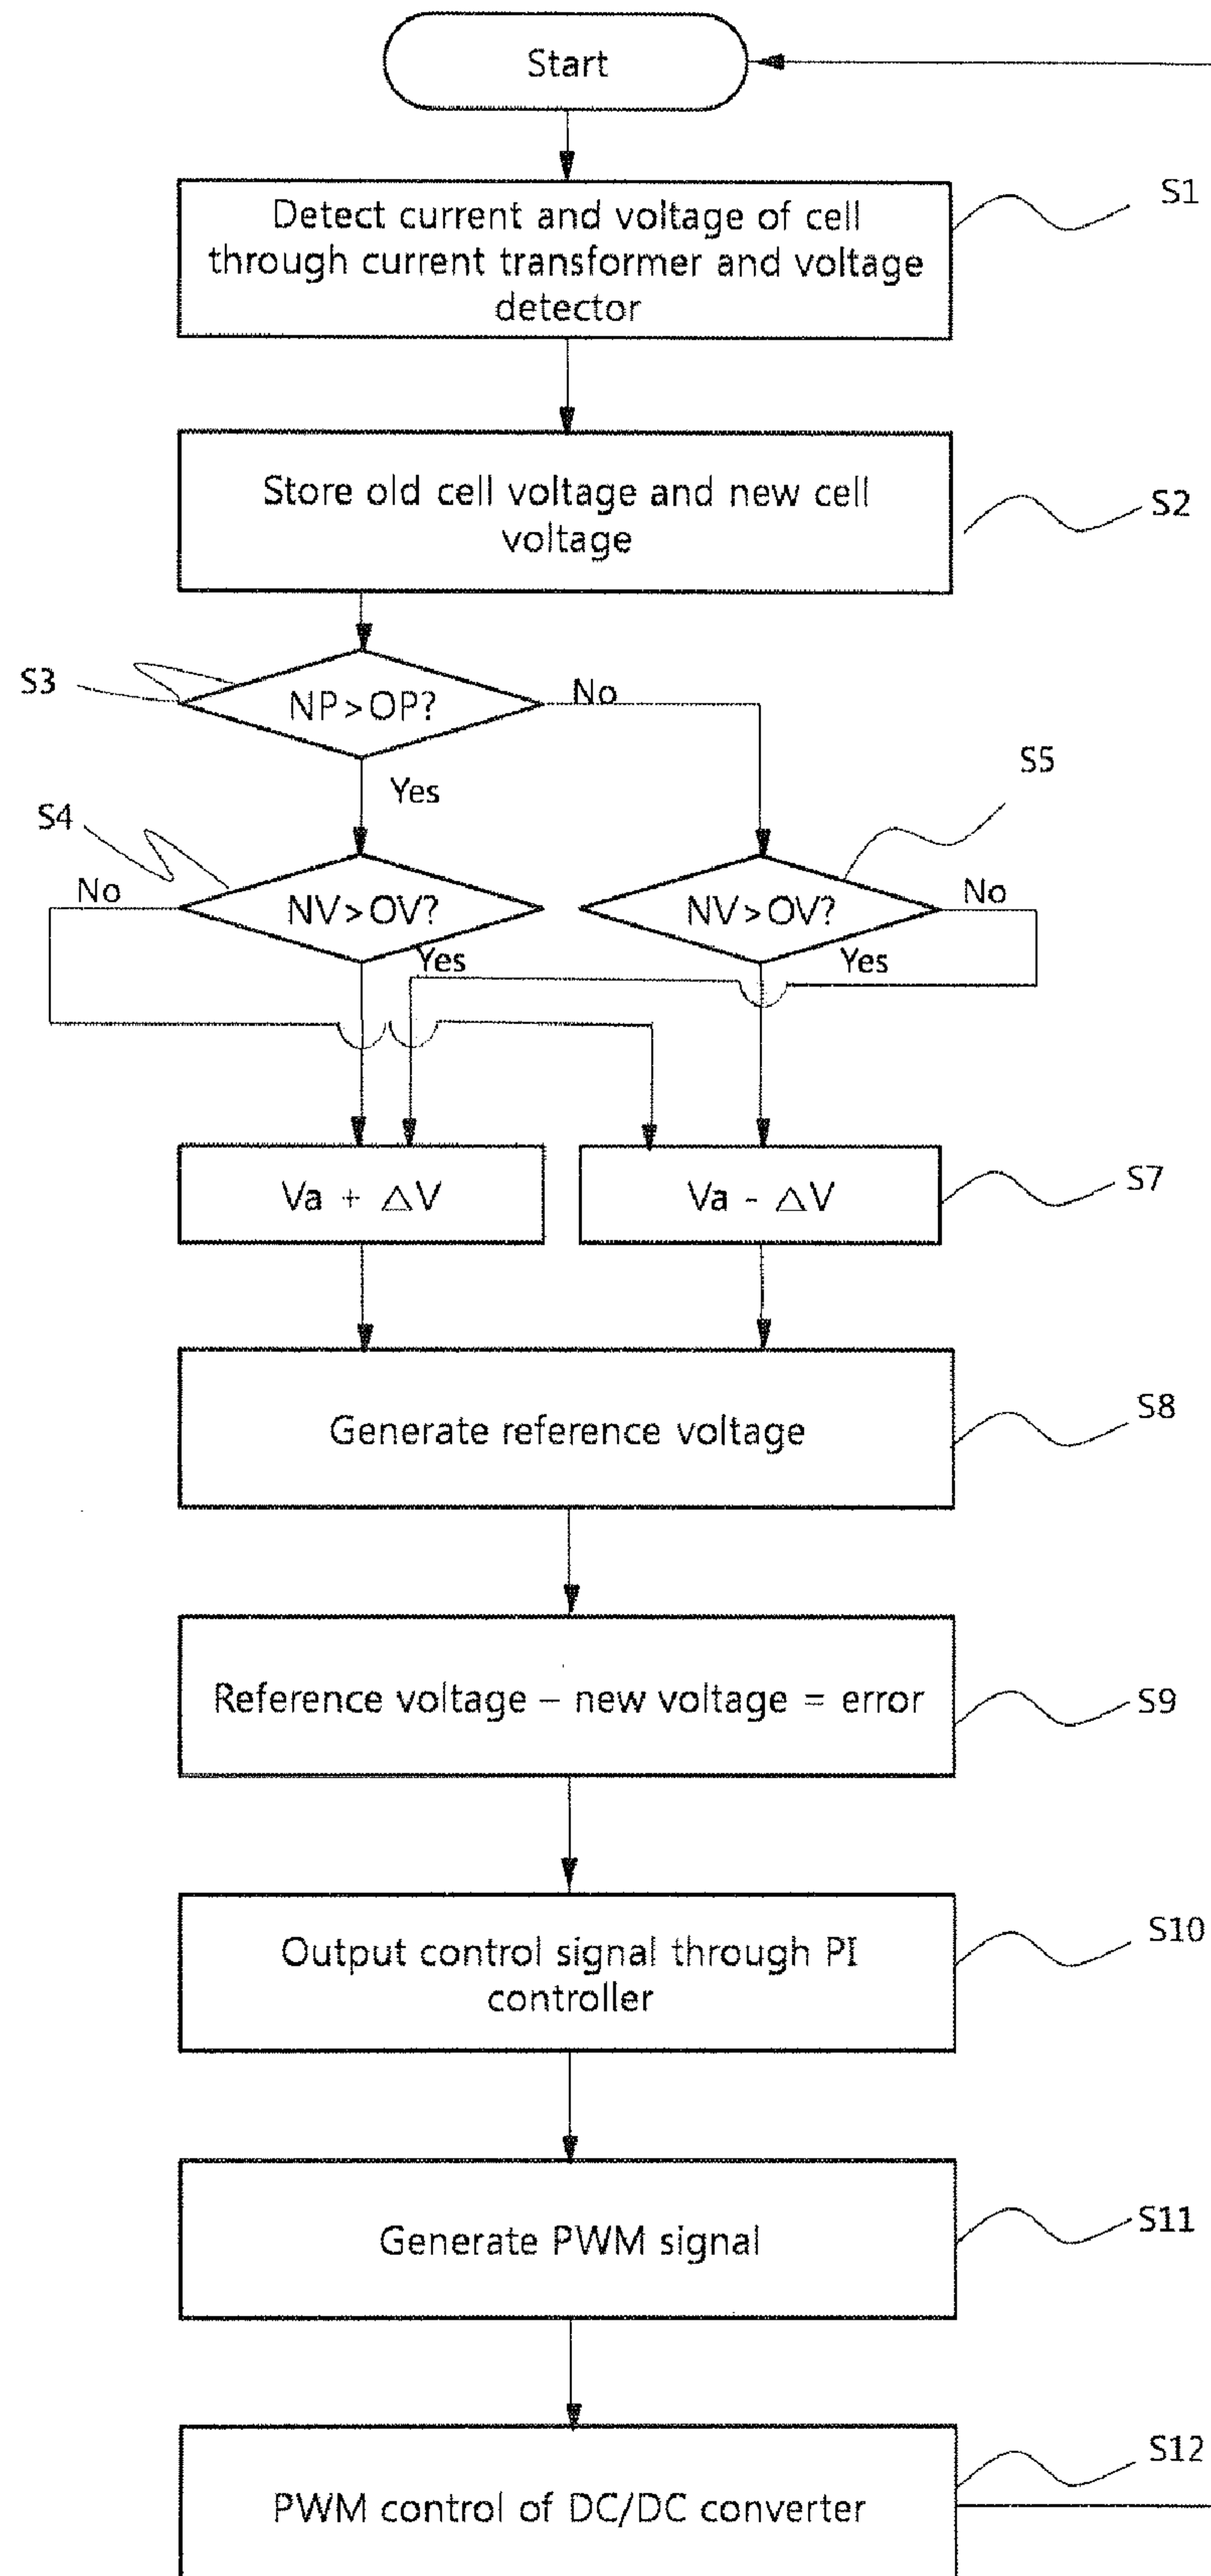 Start
Detect current and voltage of cell
through current transformer and voltage
detector
S1
Store old cell voltage and new cell
voltage
S2
S3
NP>OP?
No
Yes
S4
S5
No
NV>OV?
Yes
NV>OV?
No
Yes
Va + △V
Va - △V
S7
Generate reference voltage
S8
Reference voltage – new voltage = error
S9
Output control signal through PI
controller
S10
Generate PWM signal
S11
PWM control of DC/DC converter
S12